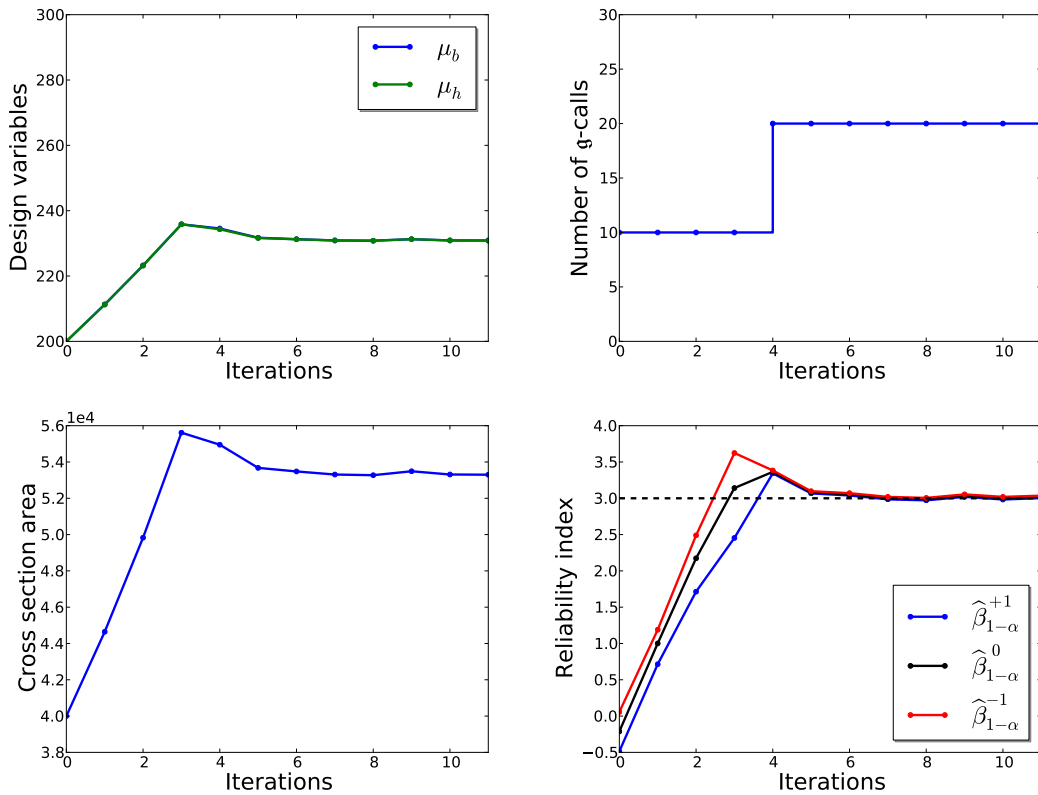 300
280
260
240
220
200
Design variables
μ_b
μ_h
0 2 4 6 8 10
Iterations
30
25
20
15
10
5
0
Number of 𝔤-calls
0 2 4 6 8 10
Iterations
1e4
5.6
5.4
5.2
5.0
4.8
4.6
4.4
4.2
4.0
3.8
Cross section area
0 2 4 6 8 10
Iterations
4.0
3.5
3.0
2.5
2.0
1.5
1.0
0.5
0.0
−0.5
Reliability index
β̂^{+1}_{1−α}
β̂^{0}_{1−α}
β̂^{−1}_{1−α}
0 2 4 6 8 10
Iterations